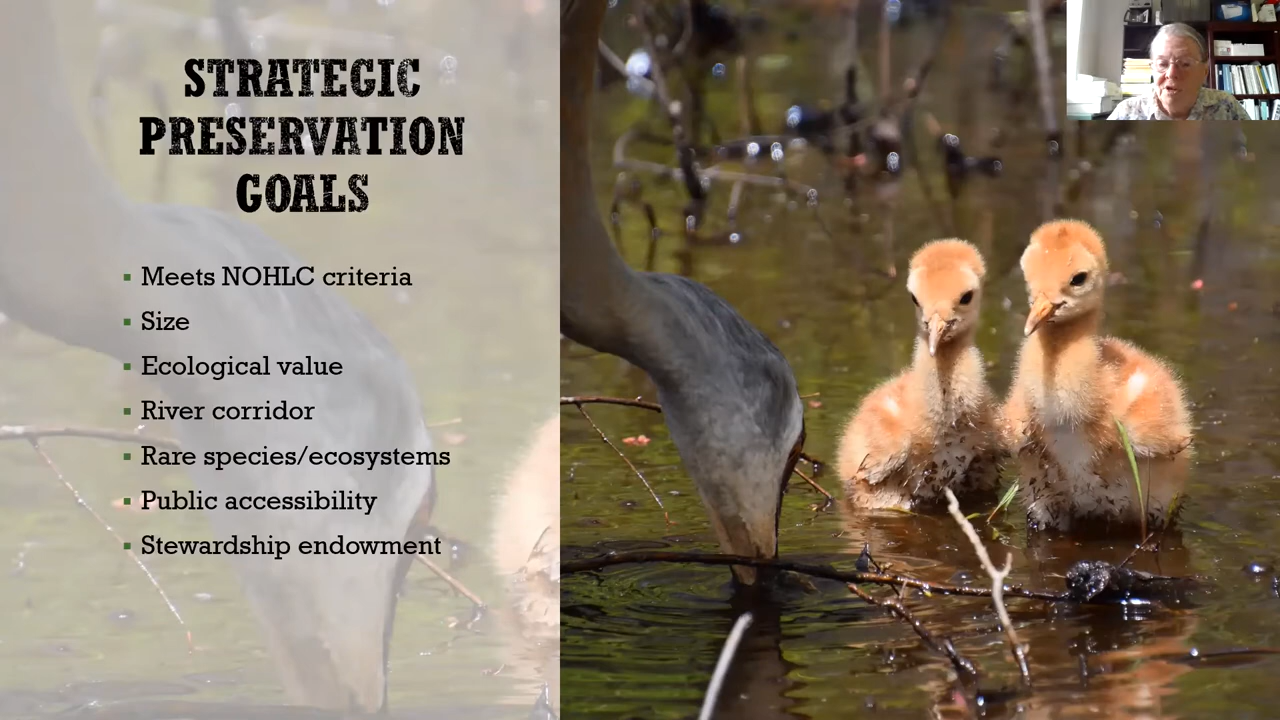 STRATEGIC
PRESERVATION
GOALS
Meets NOHLC criteria
Size
Ecological value
River corridor
Rare species/ecosystems
Public accessibility
Stewardship endowment